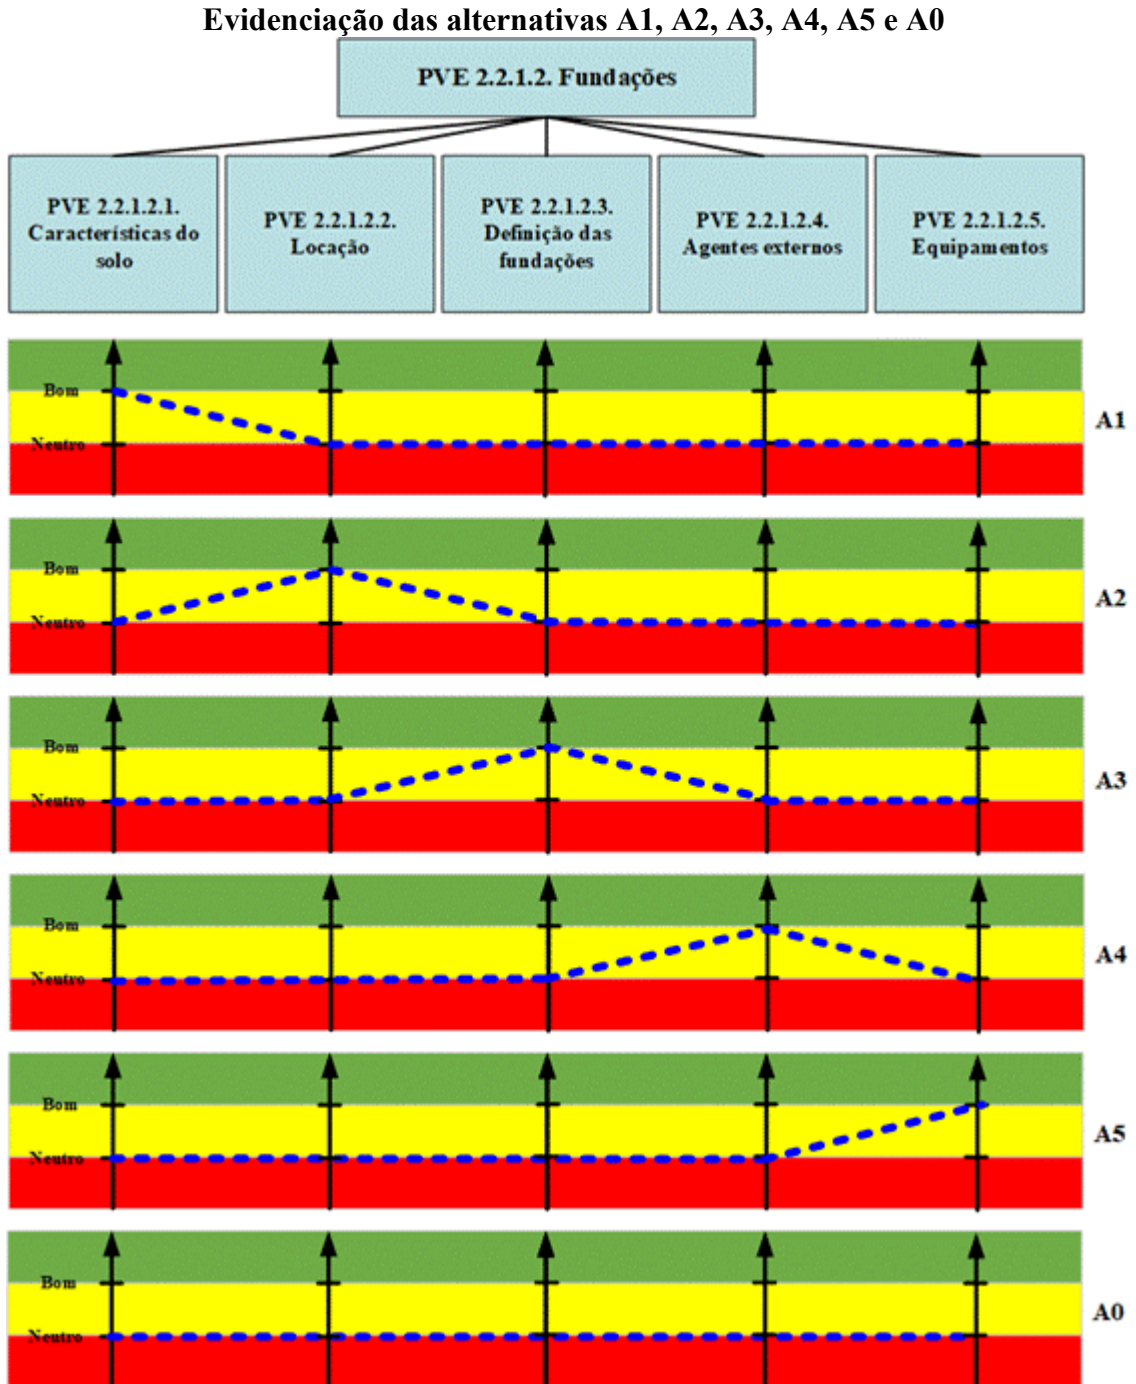 Evidenciação das alternativas A1, A2, A3, A4, A5 e A0
PVE 2.2.1.2. Fundações
PVE 2.2.1.2.1.
Características do
solo
PVE 2.2.1.2.2.
Locação
PVE 2.2.1.2.3.
Definição das
fundações
PVE 2.2.1.2.4.
Agentes externos
PVE 2.2.1.2.5.
Equipamentos
Bom
Neutro
A1
Bom
Neutro
A2
Bom
Neutro
A3
Bom
Neutro
A4
Bom
Neutro
A5
Bom
Neutro
A0